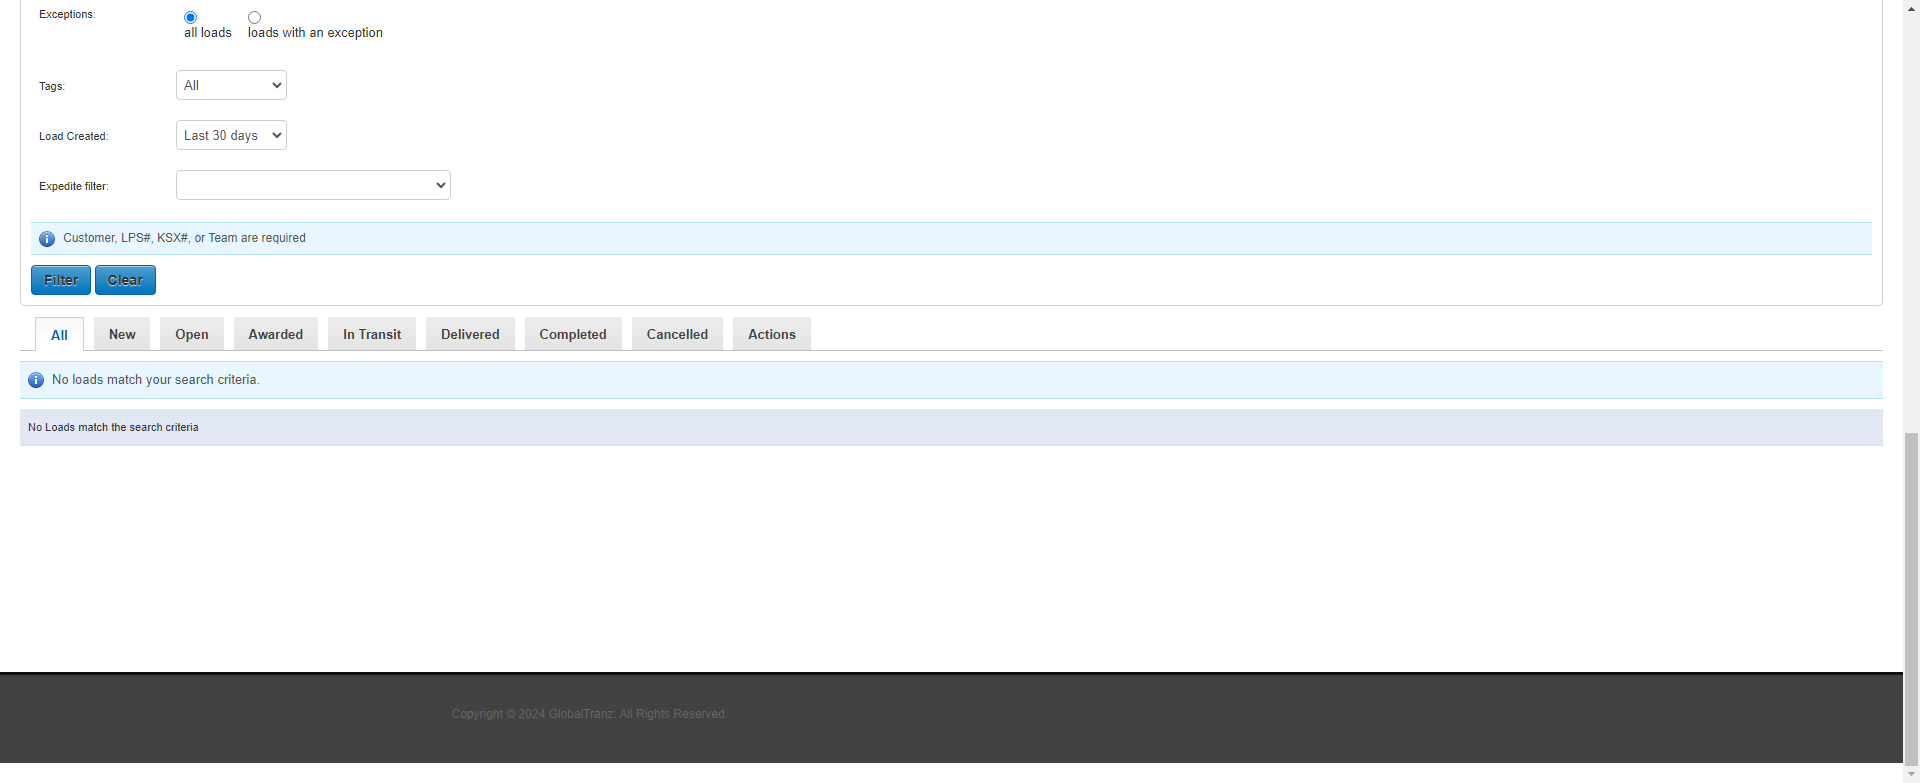 Exceptions:
all loads loads with an exception
Tags: All
Load Created: Last 30 days
Expedite filter:
Customer, LPS#, KSX#, or Team are required
Filter Clear
All New Open Awarded In Transit Delivered Completed Cancelled Actions
No loads match your search criteria.
No Loads match the search criteria
Copyright © 2024 GlobalTranz. All Rights Reserved.